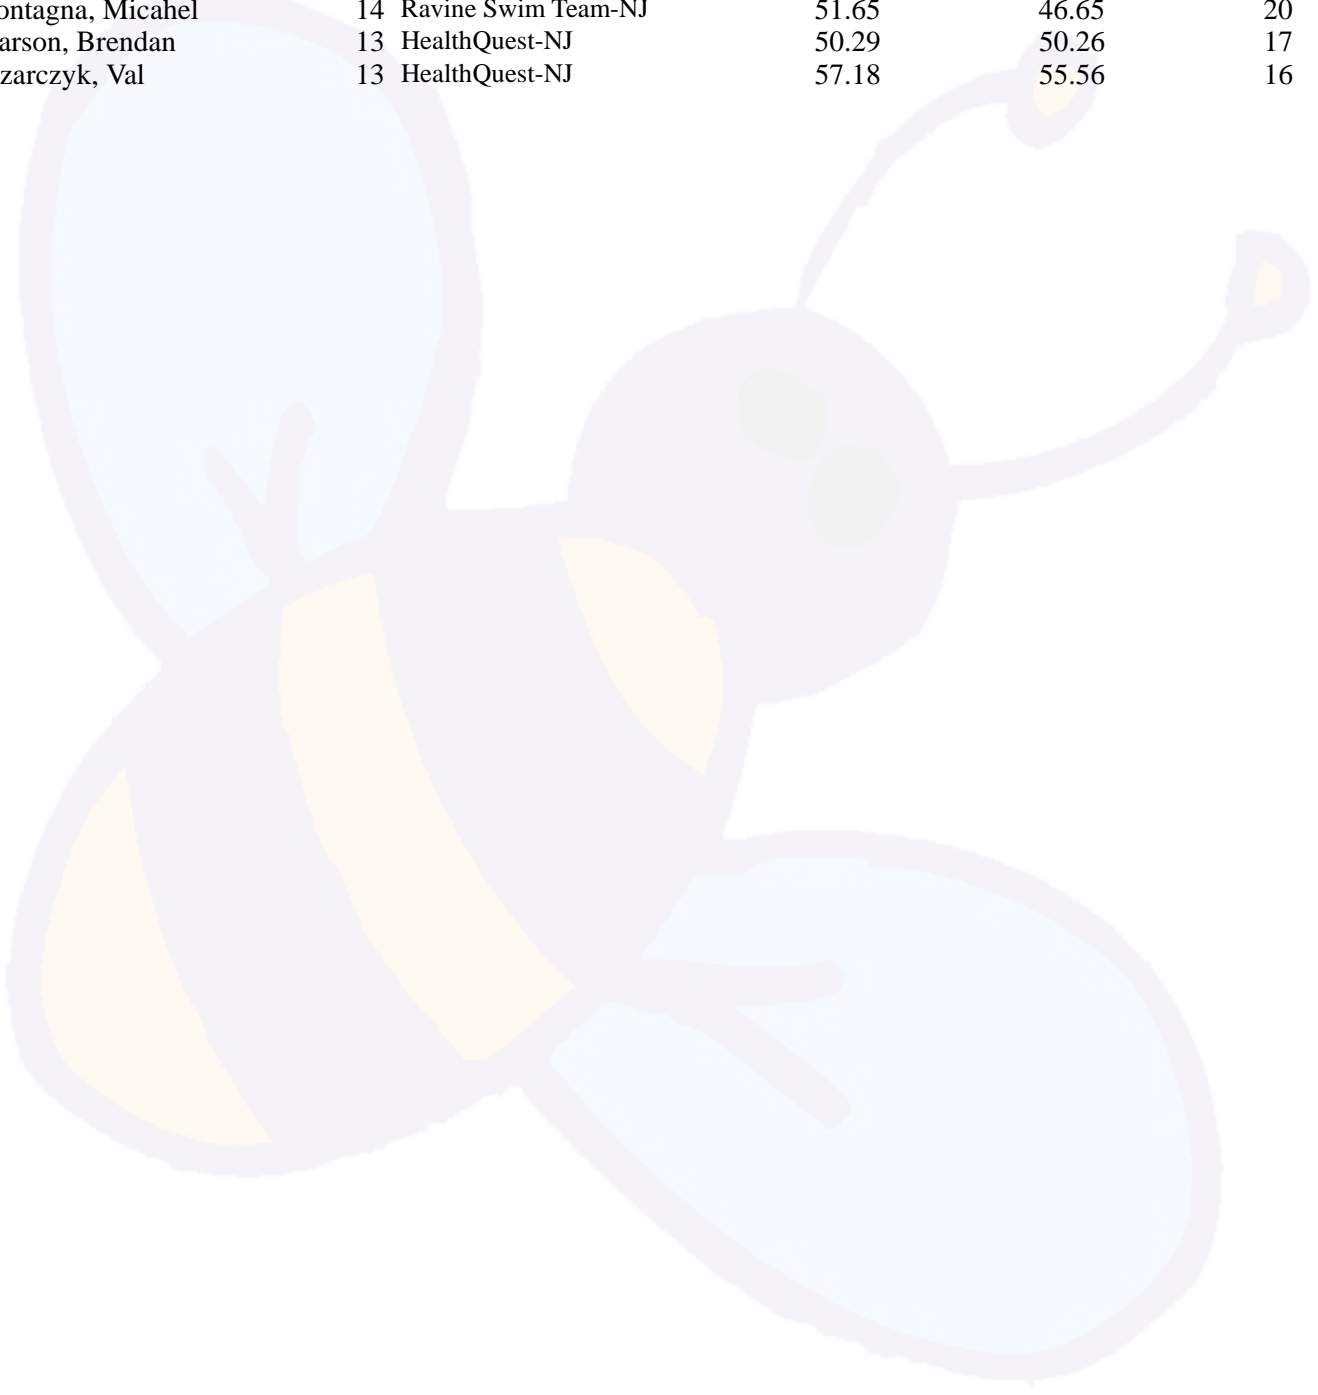 ontagna, Micahel 14 Ravine Swim Team-NJ 51.65 46.65 20
arson, Brendan 13 HealthQuest-NJ 50.29 50.26 17
zarczyk, Val 13 HealthQuest-NJ 57.18 55.56 16